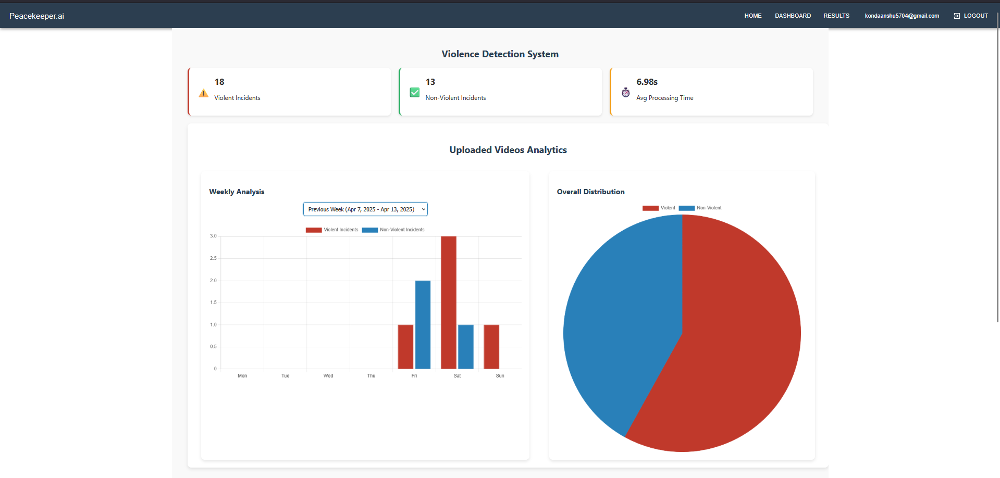 Peacekeeper.ai HOME DASHBOARD RESULTS kondaanshu5704@gmail.com LOGOUT
Violence Detection System
18
Violent Incidents
13
Non-Violent Incidents
6.98s
Avg Processing Time
Uploaded Videos Analytics
Weekly Analysis
Previous Week (Apr 7, 2025 - Apr 13, 2025)
Violent Incidents Non-Violent Incidents
3.0
2.5
2.0
1.5
1.0
0.5
0
Mon Tue Wed Thu Fri Sat Sun
Overall Distribution
Violent Non-Violent